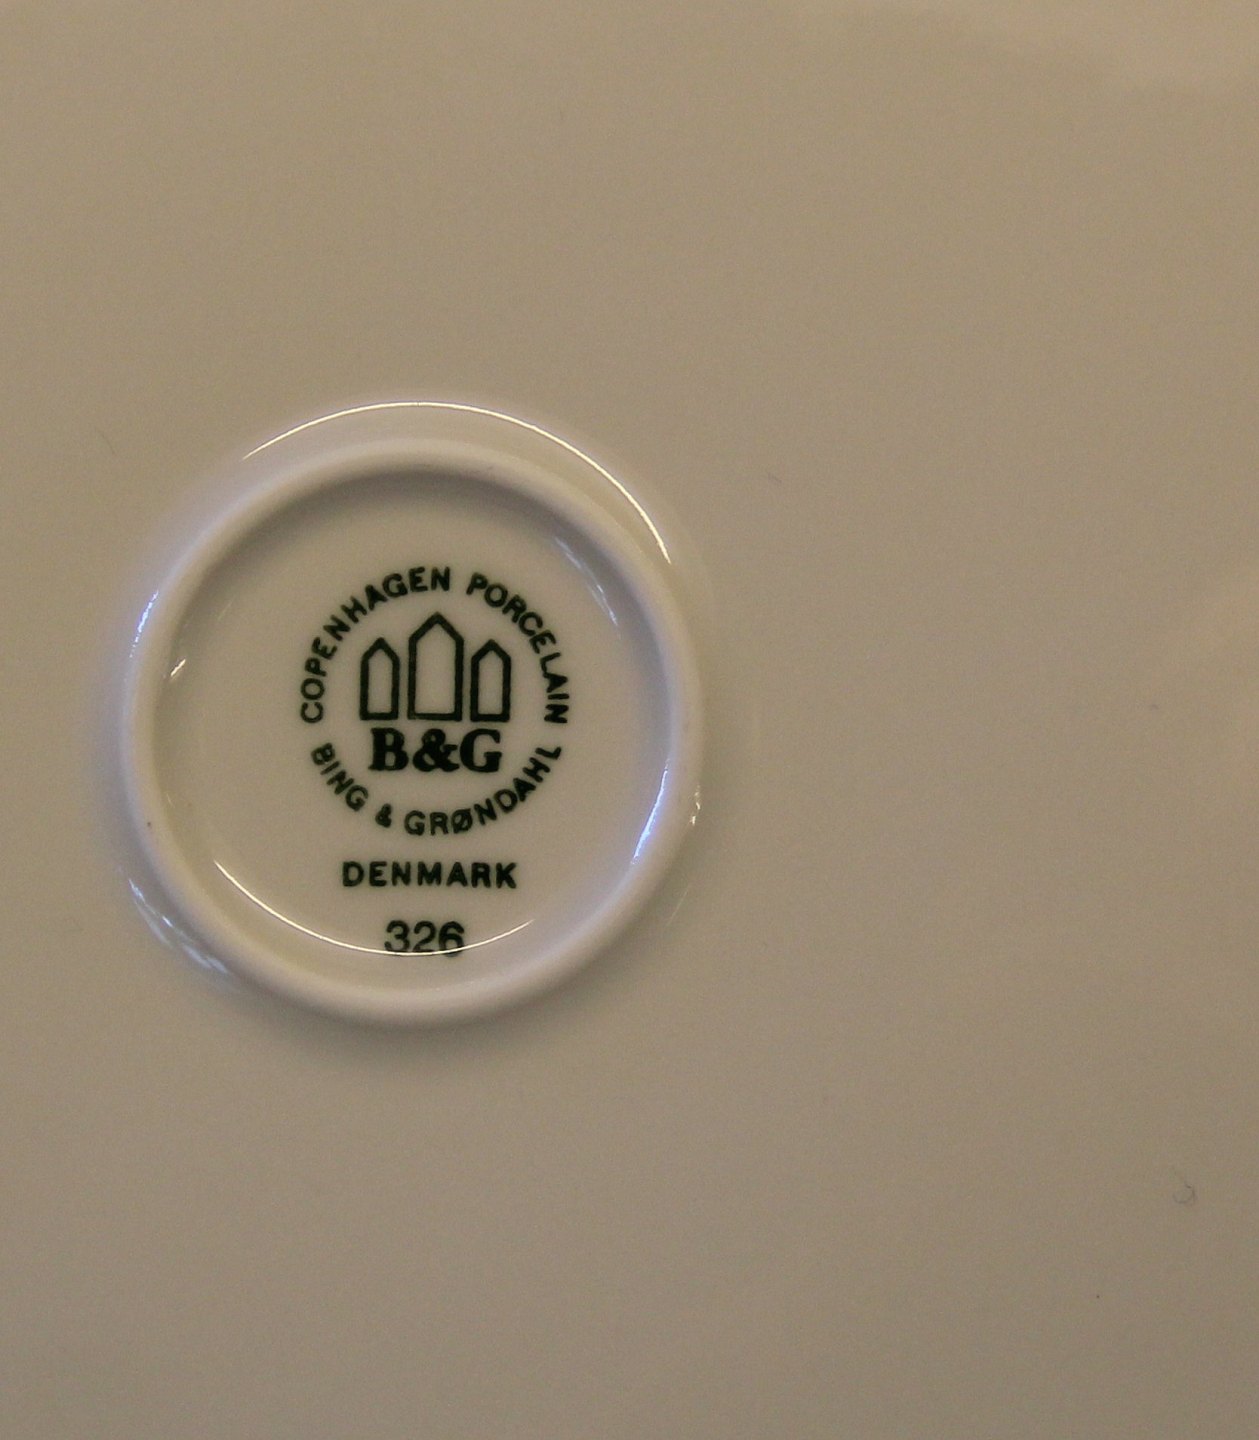 COPENHAGEN PORCELAIN
B&G
BING & GRØNDAHL
DENMARK
326